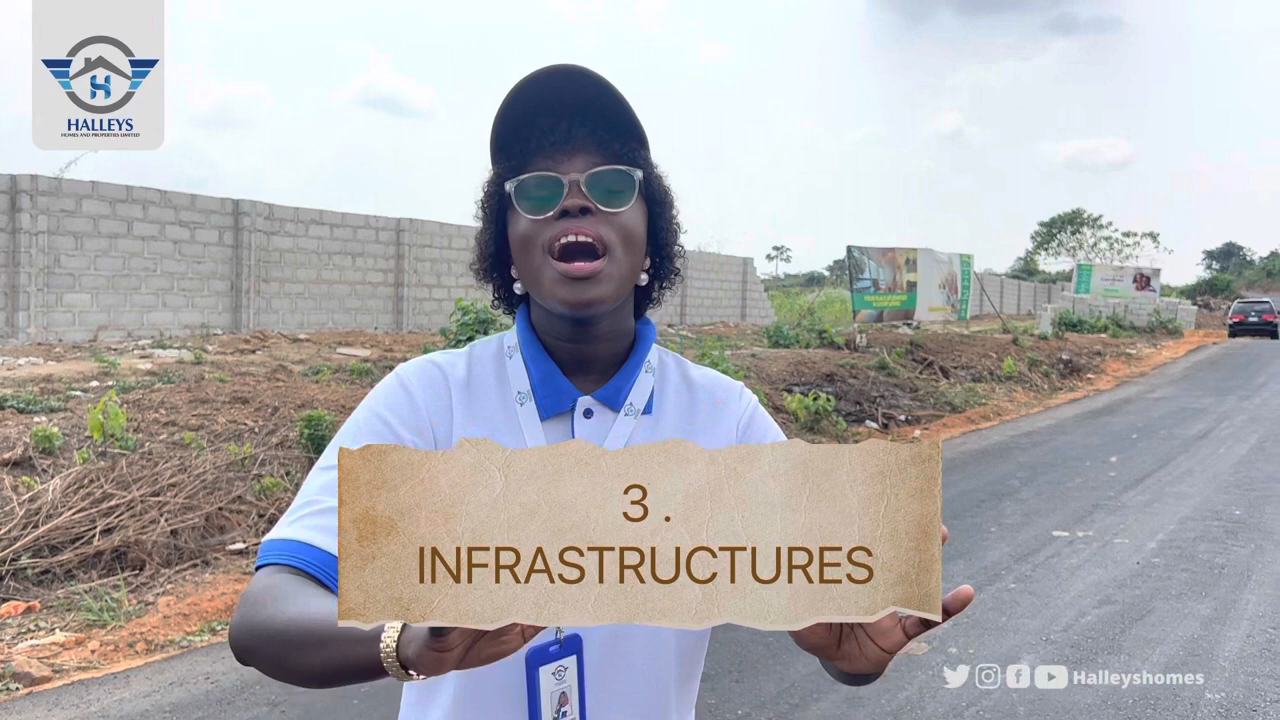 HALLEYS
HOMES AND PROPERTIES LIMITED
3 .
INFRASTRUCTURES
Halleyshomes